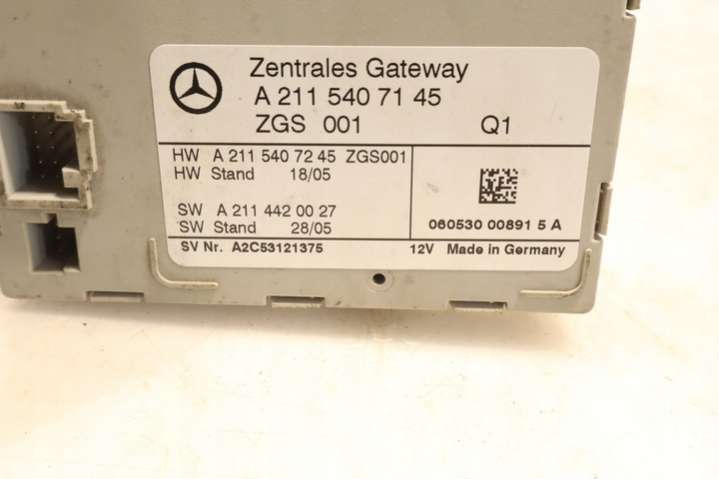 Zentrales Gateway
A 211 540 71 45
ZGS 001 Q1
HW A 211 540 72 45 ZGS001
HW Stand 18/05
SW A 211 442 00 27
SW Stand 28/05
060530 00891 5 A
SV Nr. A2C53121375 12V Made in Germany